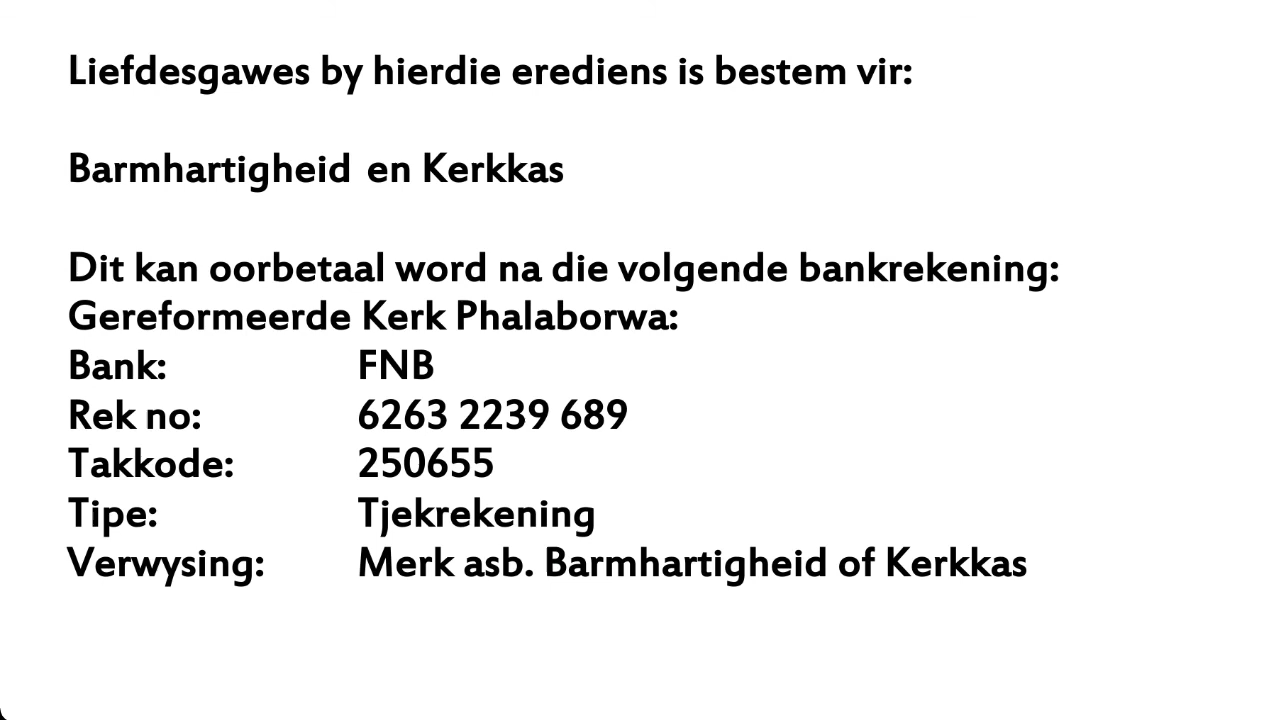 Liefdesgawes by hierdie erediens is bestem vir:
Barmhartigheid en Kerkkas
Dit kan oorbetaal word na die volgende bankrekening:
Gereformeerde Kerk Phalaborwa:
Bank: FNB
Rek no: 6263 2239 689
Takkode: 250655
Tipe: Tjekrekening
Verwysing: Merk asb. Barmhartigheid of Kerkkas